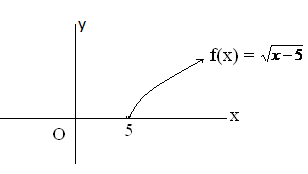 y
f(x) = √x−5
x
O
5